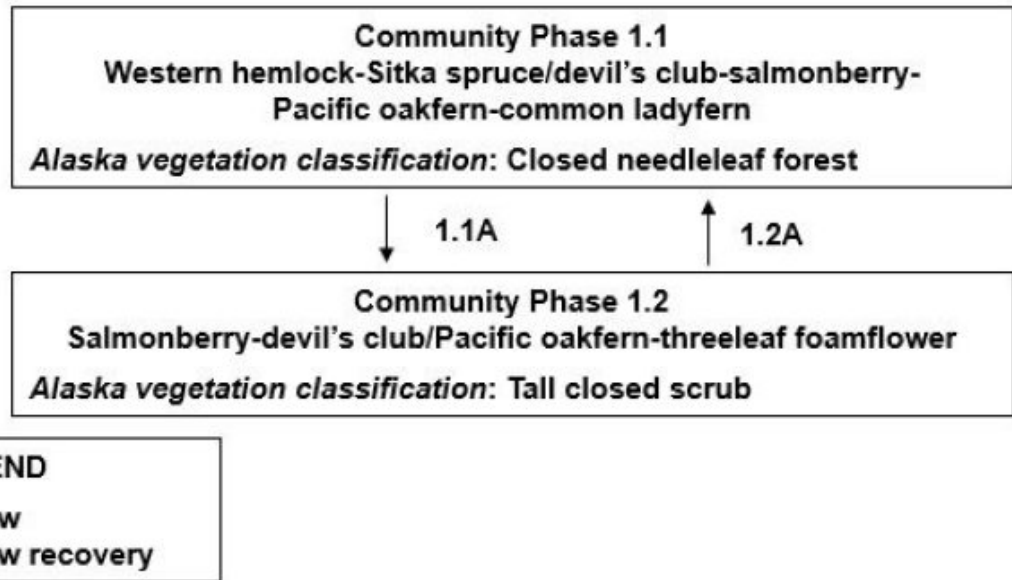 Community Phase 1.1
Western hemlock-Sitka spruce/devil's club-salmonberry-
Pacific oakfern-common ladyfern
Alaska vegetation classification: Closed needleleaf forest
1.1A
1.2A
Community Phase 1.2
Salmonberry-devil's club/Pacific oakfern-threeleaf foamflower
Alaska vegetation classification: Tall closed scrub
recovery